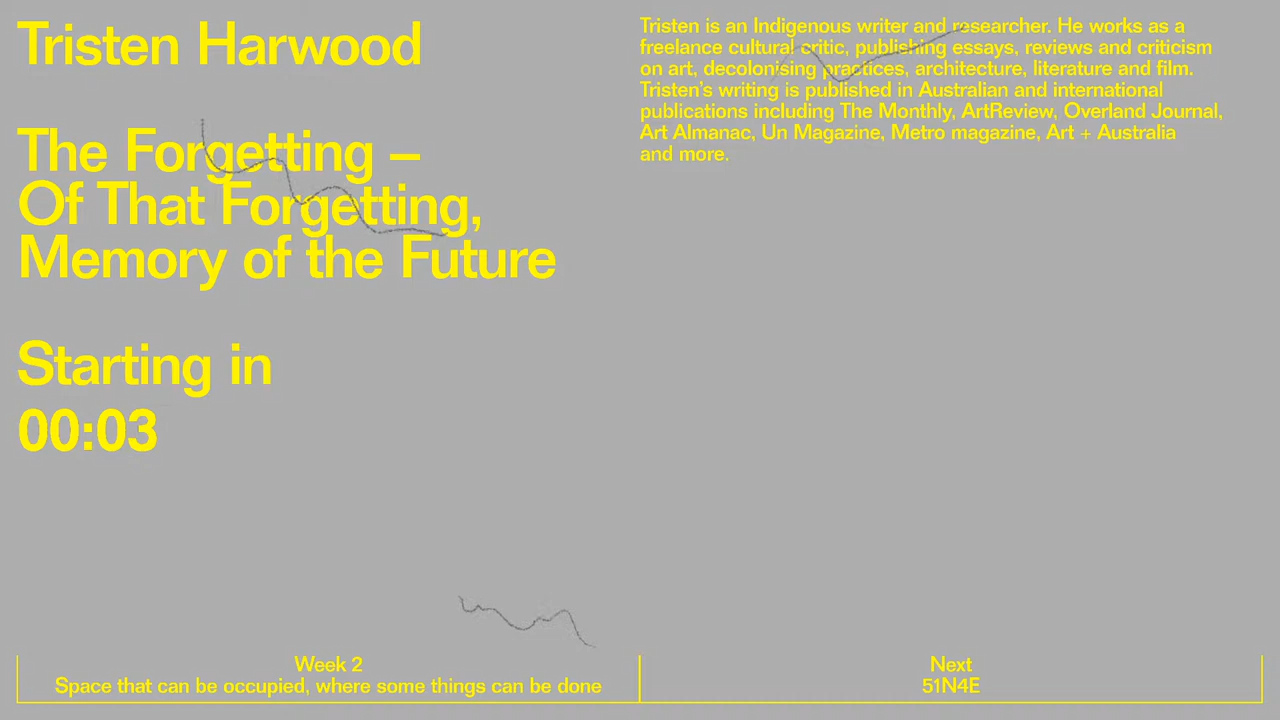 Tristen Harwood
The Forgetting –
Of That Forgetting,
Memory of the Future
Starting in
00:03
Tristen is an Indigenous writer and researcher. He works as a
freelance cultural critic, publishing essays, reviews and criticism
on art, decolonising practices, architecture, literature and film.
Tristen's writing is published in Australian and international
publications including The Monthly, ArtReview, Overland Journal,
Art Almanac, Un Magazine, Metro magazine, Art + Australia
and more.
Week 2
Space that can be occupied, where some things can be done
Next
51N4E